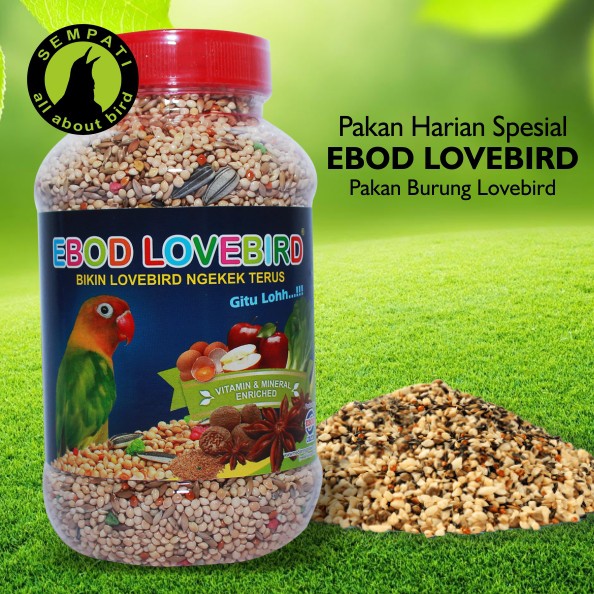 SEMPATI
all about bird
Pakan Harian Spesial
EBOD LOVEBIRD
Pakan Burung Lovebird
EBOD LOVEBIRD®
BIKIN LOVEBIRD NGEKEK TERUS
Gitu Lohh...!!!
VITAMIN & MINERAL
ENRICHED